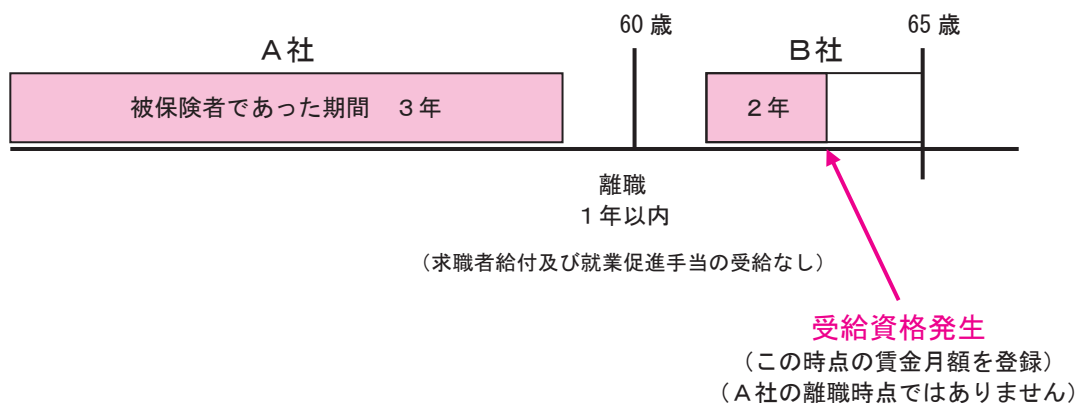 60 歳
65 歳
A社
B社
被保険者であった期間　3年
2年
離職
1年以内
（求職者給付及び就業促進手当の受給なし）
受給資格発生
（この時点の賃金月額を登録）
（A社の離職時点ではありません）